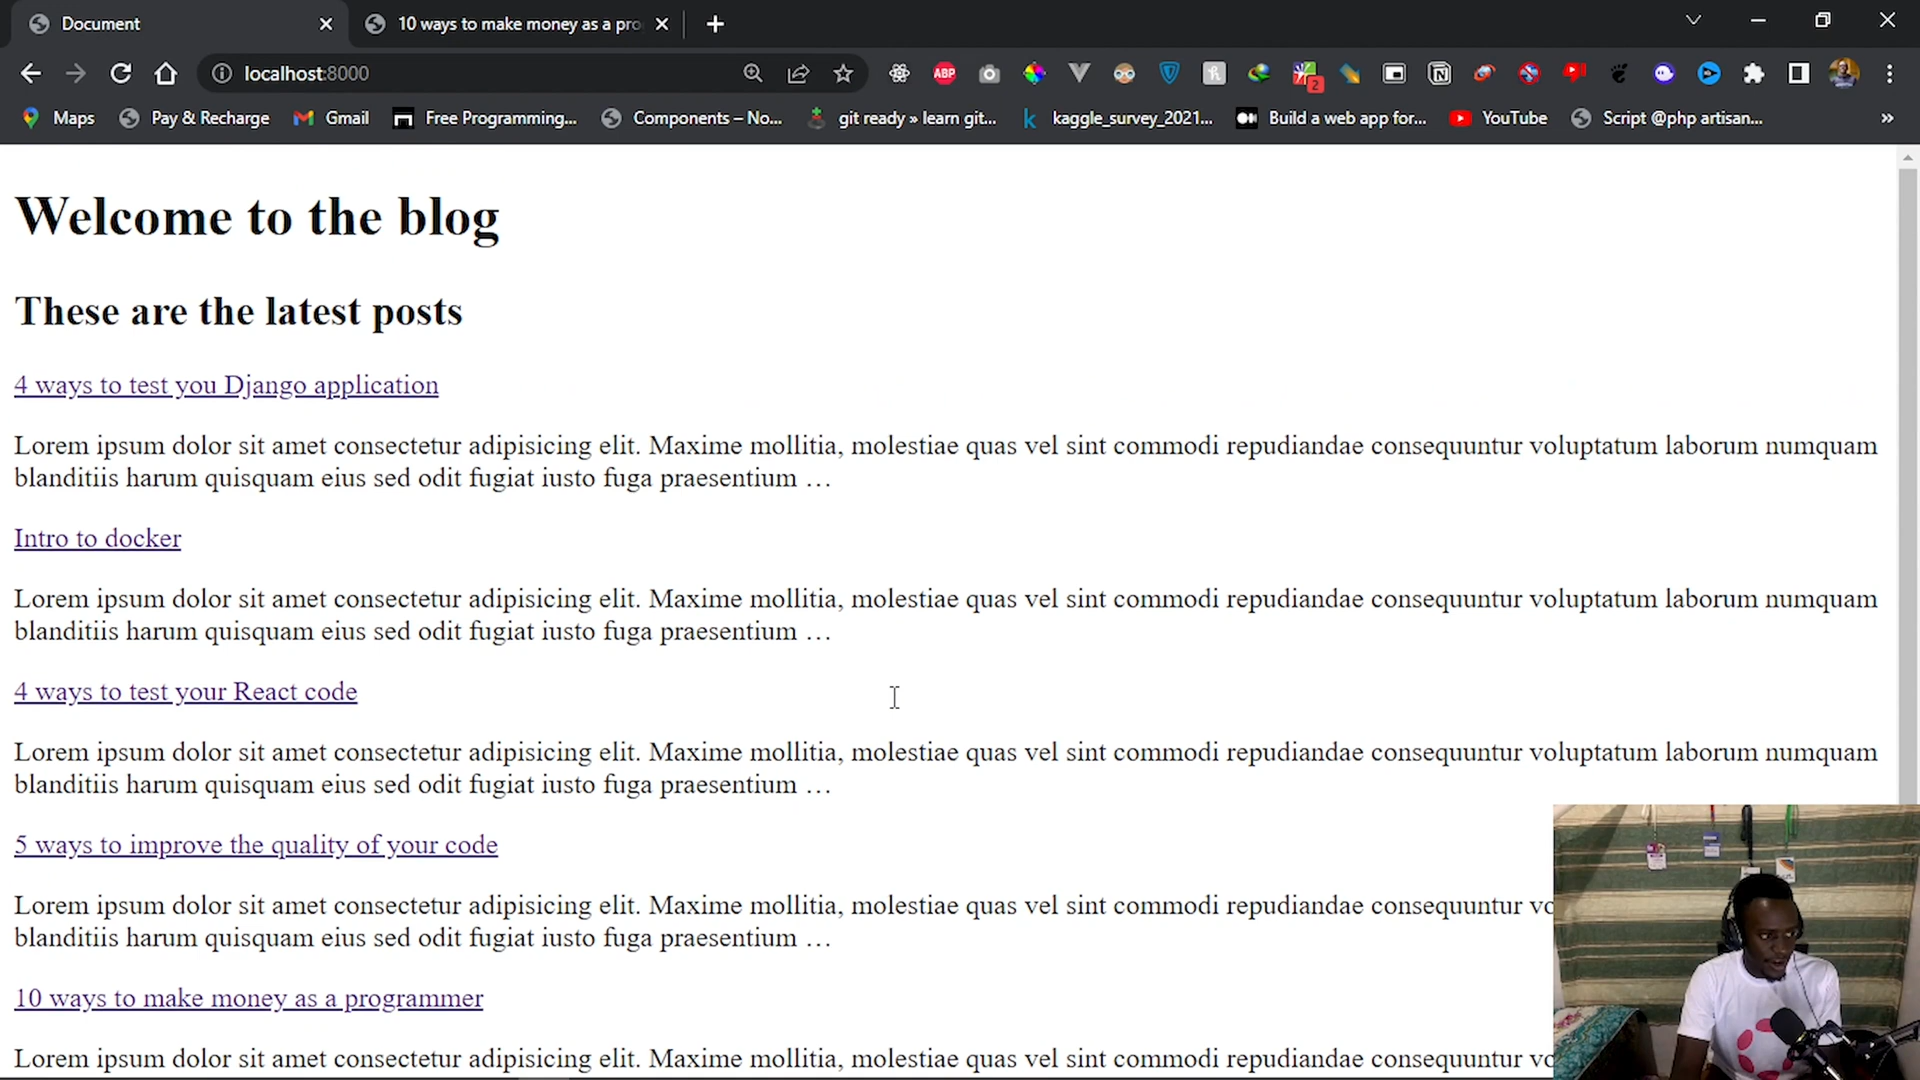 Document
10 ways to make money as a pro
localhost:8000
ABP
2
Maps
Pay & Recharge
Gmail
Free Programming...
Components – No...
git ready » learn git...
kaggle_survey_2021...
Build a web app for...
YouTube
Script @php artisan...
»
Welcome to the blog
These are the latest posts
4 ways to test you Django application
Lorem ipsum dolor sit amet consectetur adipisicing elit. Maxime mollitia, molestiae quas vel sint commodi repudiandae consequuntur voluptatum laborum numquam
blanditiis harum quisquam eius sed odit fugiat iusto fuga praesentium …
Intro to docker
Lorem ipsum dolor sit amet consectetur adipisicing elit. Maxime mollitia, molestiae quas vel sint commodi repudiandae consequuntur voluptatum laborum numquam
blanditiis harum quisquam eius sed odit fugiat iusto fuga praesentium …
4 ways to test your React code
Lorem ipsum dolor sit amet consectetur adipisicing elit. Maxime mollitia, molestiae quas vel sint commodi repudiandae consequuntur voluptatum laborum numquam
blanditiis harum quisquam eius sed odit fugiat iusto fuga praesentium …
5 ways to improve the quality of your code
Lorem ipsum dolor sit amet consectetur adipisicing elit. Maxime mollitia, molestiae quas vel sint commodi repudiandae consequuntur vo
blanditiis harum quisquam eius sed odit fugiat iusto fuga praesentium …
10 ways to make money as a programmer
Lorem ipsum dolor sit amet consectetur adipisicing elit. Maxime mollitia, molestiae quas vel sint commodi repudiandae consequuntur vo